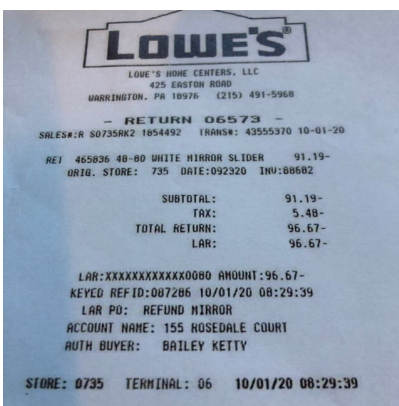 LOWE'S®
LOWE'S HOME CENTERS, LLC
425 EASTON ROAD
WARRINGTON, PA 18976 (215) 491-5968
- RETURN 06573 -
SALES#:R S0735RK2 1854492 TRANS#: 43555370 10-01-20
RET 465836 48-80 WHITE MIRROR SLIDER 91.19-
ORIG. STORE: 735 DATE:092320 INV:88682
SUBTOTAL: 91.19-
TAX: 5.48-
TOTAL RETURN: 96.67-
LAR: 96.67-
LAR:XXXXXXXXXXXX0080 AMOUNT:96.67-
KEYED REFID:087286 10/01/20 08:29:39
LAR PO: REFUND MIRROR
ACCOUNT NAME: 155 ROSEDALE COURT
AUTH BUYER: BAILEY KETTY
STORE: 0735 TERMINAL: 06 10/01/20 08:29:39